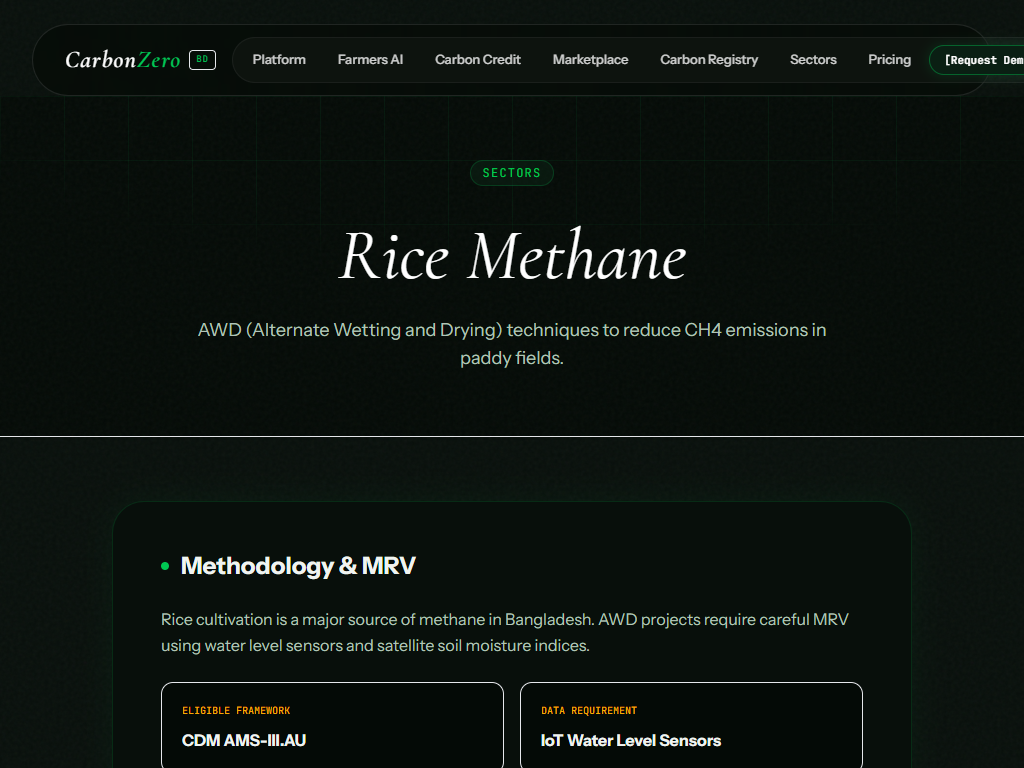 CarbonZero BD
Platform
Farmers AI
Carbon Credit
Marketplace
Carbon Registry
Sectors
Pricing
[Request Dem
SECTORS
Rice Methane
AWD (Alternate Wetting and Drying) techniques to reduce CH4 emissions in
paddy fields.
Methodology & MRV
Rice cultivation is a major source of methane in Bangladesh. AWD projects require careful MRV
using water level sensors and satellite soil moisture indices.
ELIGIBLE FRAMEWORK
CDM AMS-III.AU
DATA REQUIREMENT
IoT Water Level Sensors